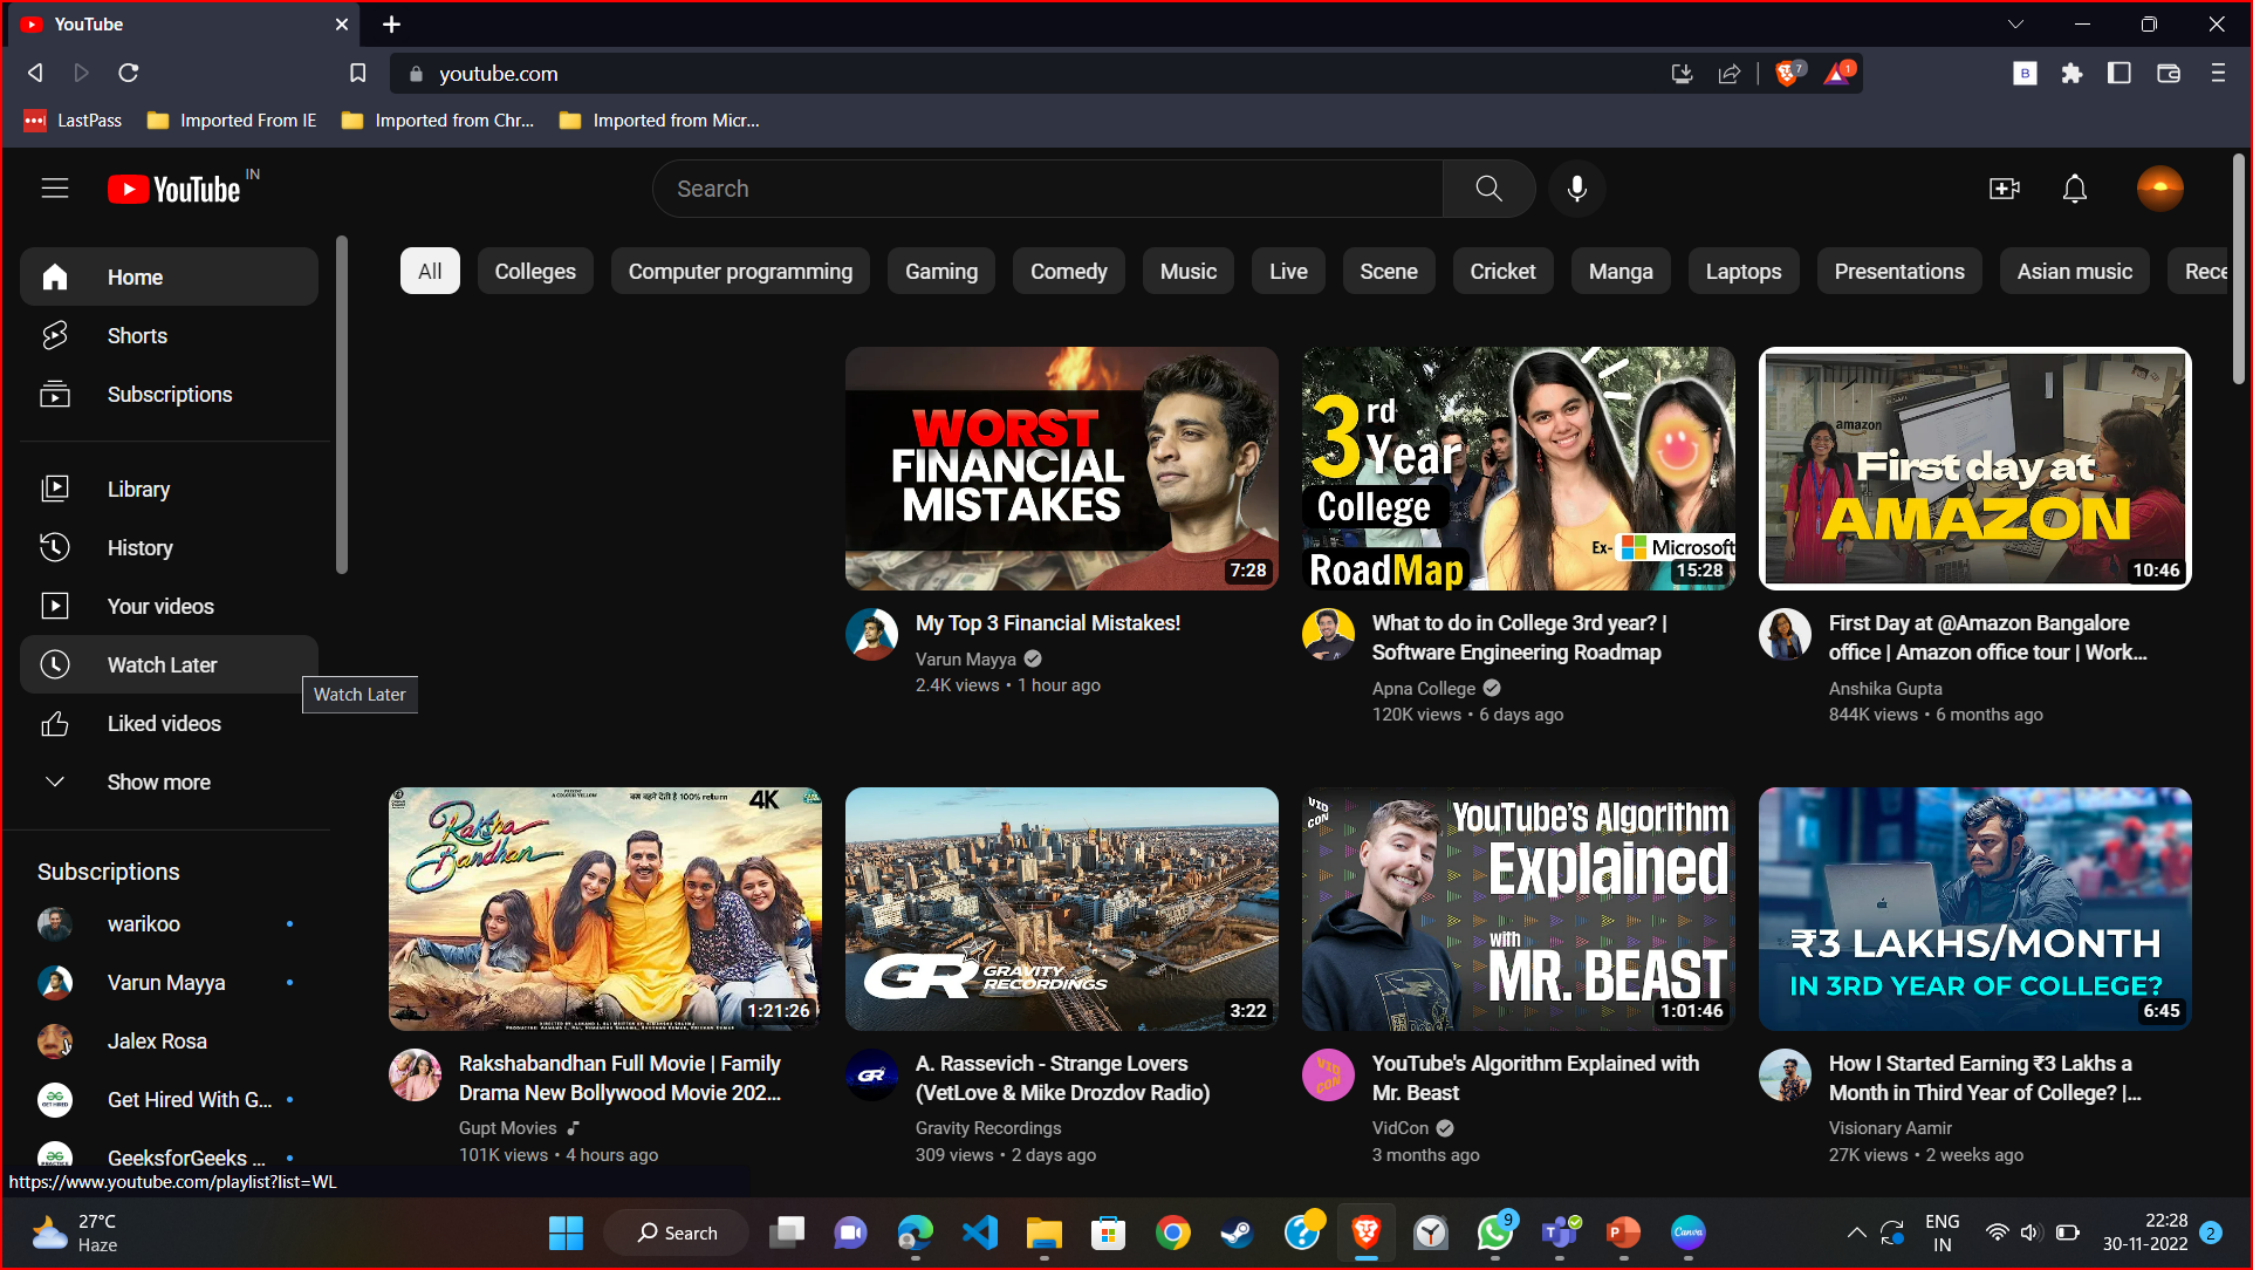 YouTube
youtube.com
7
1
B
LastPass
Imported From IE
Imported from Chr...
Imported from Micr...
YouTube IN
Search
Home
Shorts
Subscriptions
Library
History
Your videos
Watch Later
Watch Later
Liked videos
Show more
Subscriptions
warikoo
Varun Mayya
Jalex Rosa
Get Hired With G...
GeeksforGeeks ...
https://www.youtube.com/playlist?list=WL
All
Colleges
Computer programming
Gaming
Comedy
Music
Live
Scene
Cricket
Manga
Laptops
Presentations
Asian music
Rece
WORST
FINANCIAL
MISTAKES
7:28
My Top 3 Financial Mistakes!
Varun Mayya
2.4K views • 1 hour ago
3rd
Year
College
RoadMap
Ex- Microsoft
15:28
What to do in College 3rd year? |
Software Engineering Roadmap
Apna College
120K views • 6 days ago
amazon
First day at
AMAZON
10:46
First Day at @Amazon Bangalore
office | Amazon office tour | Work...
Anshika Gupta
844K views • 6 months ago
Raksha
Bandhan
4K
1:21:26
Rakshabandhan Full Movie | Family
Drama New Bollywood Movie 202...
Gupt Movies
101K views • 4 hours ago
GR GRAVITY
RECORDINGS
3:22
A. Rassevich - Strange Lovers
(VetLove & Mike Drozdov Radio)
Gravity Recordings
309 views • 2 days ago
VID
CON
YouTube's Algorithm
Explained
with
MR. BEAST
1:01:46
YouTube's Algorithm Explained with
Mr. Beast
VidCon
3 months ago
₹3 LAKHS/MONTH
IN 3RD YEAR OF COLLEGE?
6:45
How I Started Earning ₹3 Lakhs a
Month in Third Year of College? |...
Visionary Aamir
27K views • 2 weeks ago
27°C
Haze
Search
9
Canva
ENG
IN
22:28
30-11-2022
2